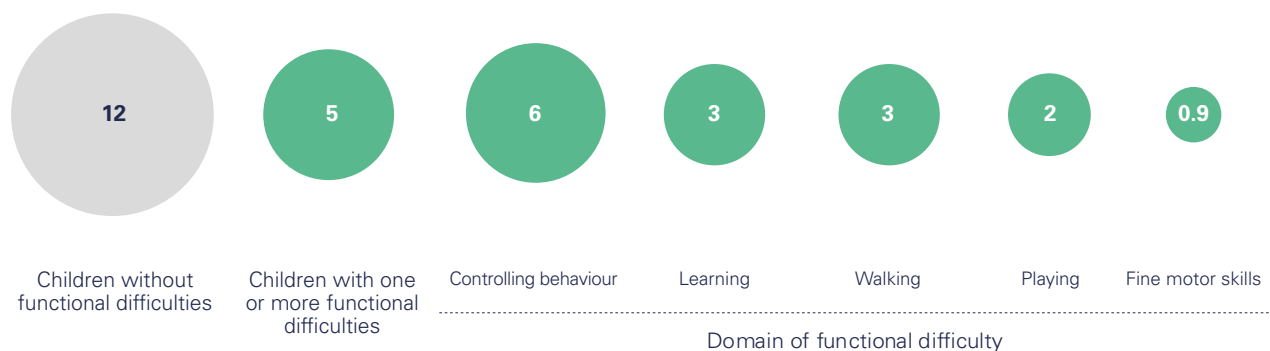 12
5
6
3
3
2
0.9
Children without
functional difficulties
Children with one
or more functional
difficulties
Controlling behaviour
Learning
Walking
Playing
Fine motor skills
Domain of functional difficulty